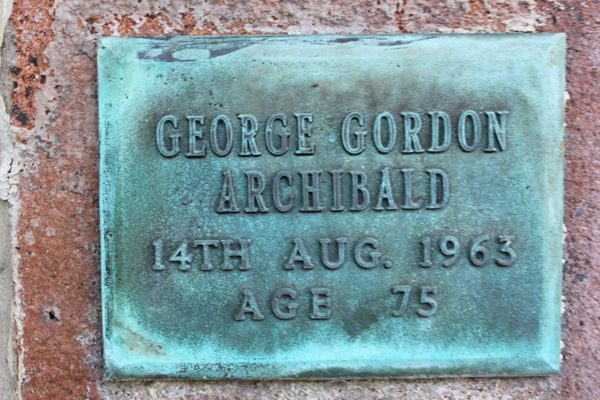 GEORGE GORDON
ARCHIBALD
14TH AUG. 1963
AGE 75